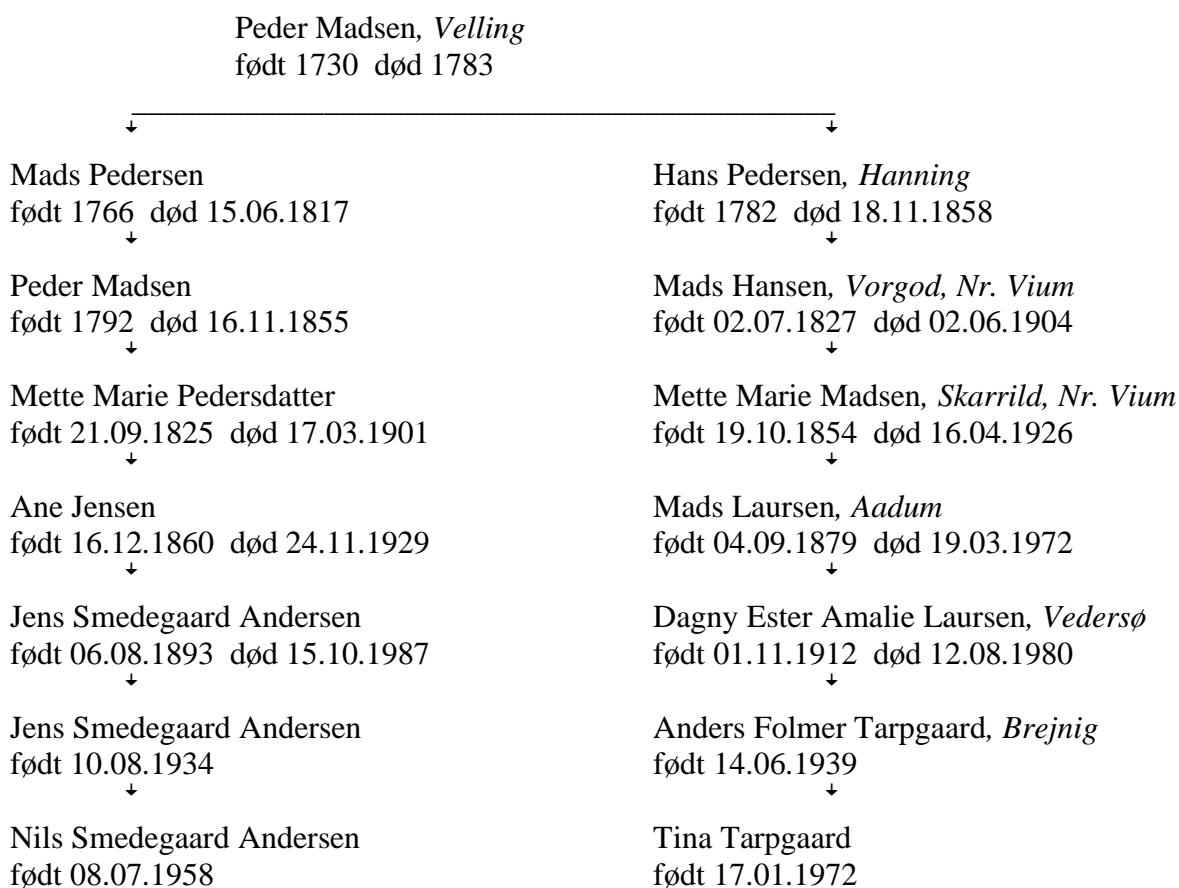 Peder Madsen, Velling
født 1730  død 1783
Mads Pedersen
født 1766  død 15.06.1817
Peder Madsen
født 1792  død 16.11.1855
Mette Marie Pedersdatter
født 21.09.1825  død 17.03.1901
Ane Jensen
født 16.12.1860  død 24.11.1929
Jens Smedegaard Andersen
født 06.08.1893  død 15.10.1987
Jens Smedegaard Andersen
født 10.08.1934
Nils Smedegaard Andersen
født 08.07.1958
Hans Pedersen, Hanning
født 1782  død 18.11.1858
Mads Hansen, Vorgod, Nr. Vium
født 02.07.1827  død 02.06.1904
Mette Marie Madsen, Skarrild, Nr. Vium
født 19.10.1854  død 16.04.1926
Mads Laursen, Aadum
født 04.09.1879  død 19.03.1972
Dagny Ester Amalie Laursen, Vedersø
født 01.11.1912  død 12.08.1980
Anders Folmer Tarpgaard, Brejnig
født 14.06.1939
Tina Tarpgaard
født 17.01.1972